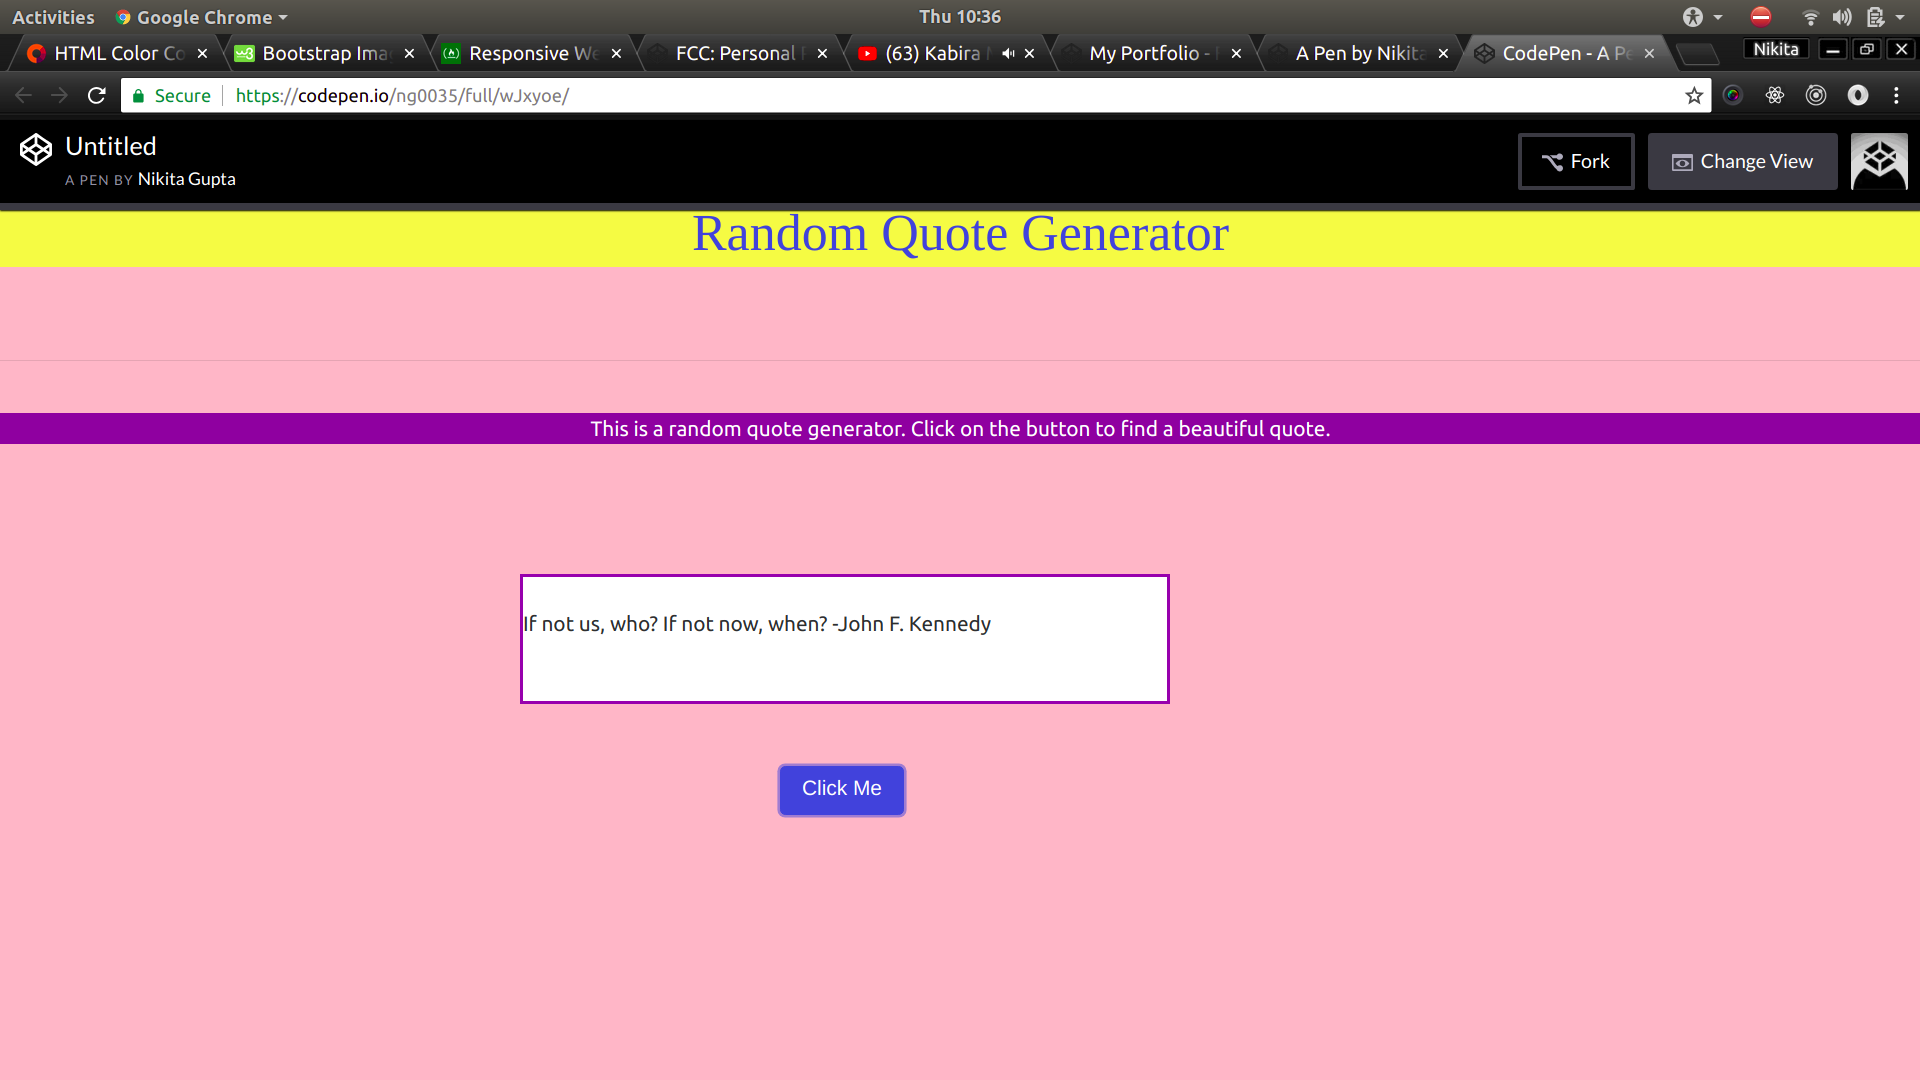 Activities Google Chrome Thu 10:36
HTML Color Co Bootstrap Ima Responsive We FCC: Personal (63) Kabira My Portfolio - A Pen by Nikita CodePen - A Pe Nikita
Secure https://codepen.io/ng0035/full/wJxyoe/
Untitled
A PEN BY Nikita Gupta
Fork Change View
Random Quote Generator
This is a random quote generator. Click on the button to find a beautiful quote.
If not us, who? If not now, when? -John F. Kennedy
Click Me